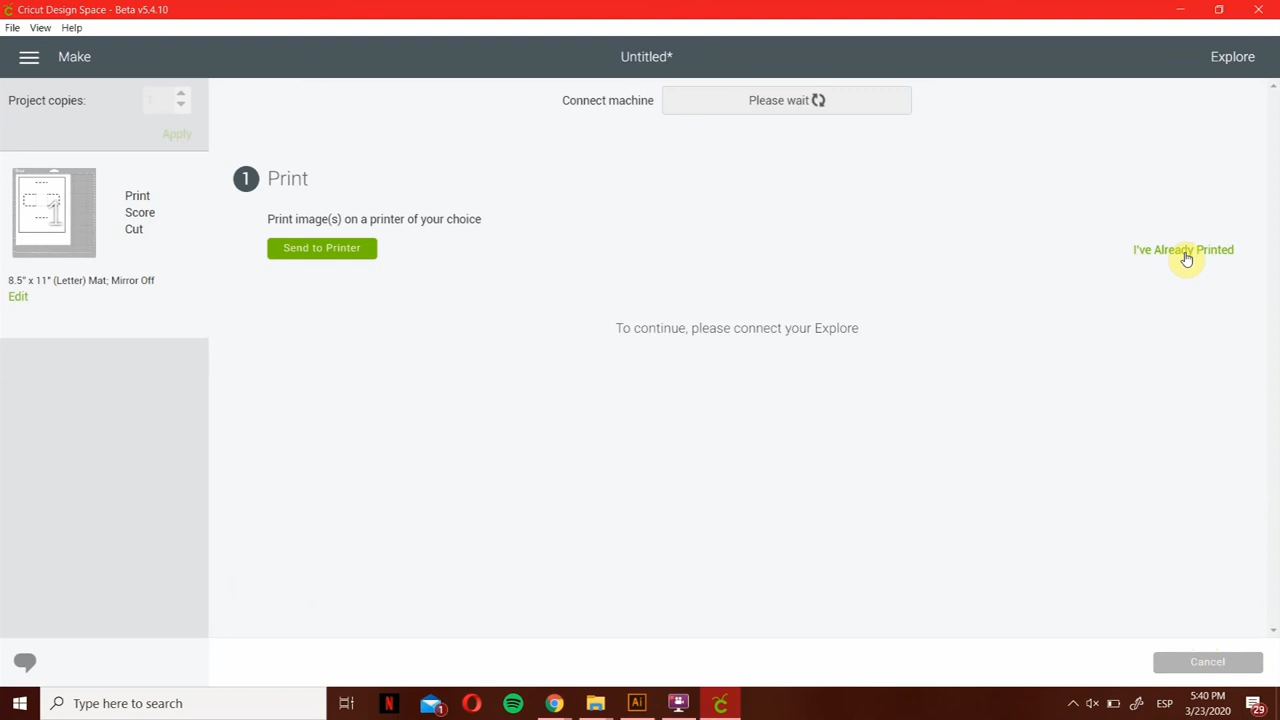 Cricut Design Space - Beta v5.4.10
File View Help
Make
Untitled*
Explore
Project copies:
1
Apply
Connect machine
Please wait
Print
Score
Cut
8.5" x 11" (Letter) Mat; Mirror Off
Edit
1 Print
Print image(s) on a printer of your choice
Send to Printer
I've Already Printed
To continue, please connect your Explore
Cancel
Type here to search
N
1
Ai
ESP
5:40 PM
3/23/2020
29